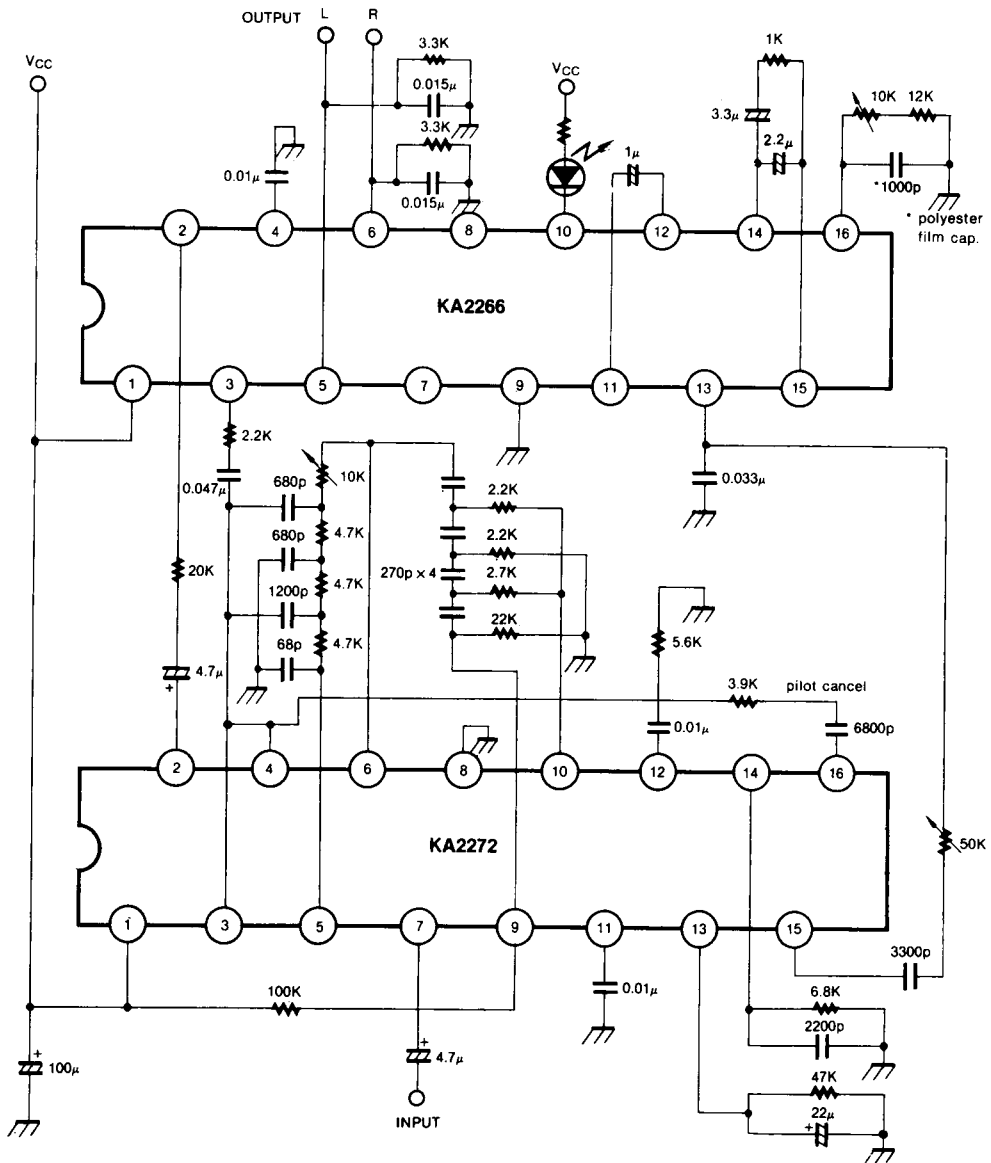 OUTPUT L R
VCC
3.3K
0.015μ
3.3K
0.015μ
0.01μ
VCC
1μ
1K
3.3μ
2.2μ
10K 12K
*1000p
* polyester
film cap.
2 4 6 8 10 12 14 16
KA2266
1 3 5 7 9 11 13 15
2.2K
0.047μ
680p
10K
680p
4.7K
1200p
4.7K
68p
4.7K
20K
4.7μ
+
270p × 4
2.2K
2.2K
2.7K
22K
0.033μ
5.6K
0.01μ
3.9K
pilot cancel
6800p
50K
2 4 6 8 10 12 14 16
KA2272
1 3 5 7 9 11 13 15
100K
+
100μ
+
4.7μ
INPUT
0.01μ
3300p
6.8K
2200p
47K
22μ
+